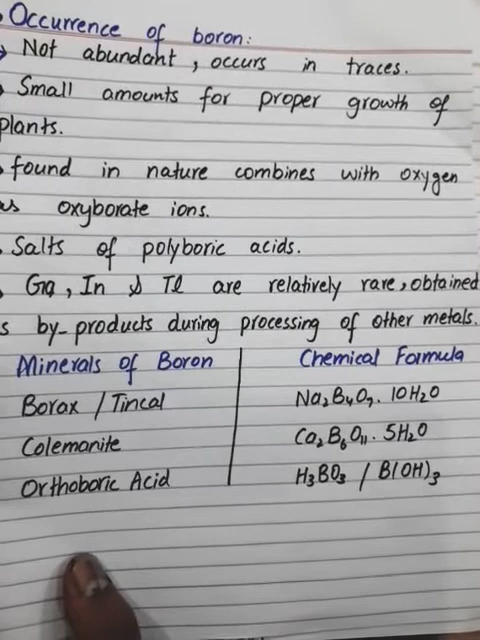 Occurrence of boron:
Not abundant, occurs in traces.
Small amounts for proper growth of
plants.
found in nature combines with oxygen
as oxyborate ions.
Salts of polyboric acids.
Ga, In & Tl are relatively rare, obtained
s by-products during processing of other metals.
Minerals of Boron | Chemical Formula
Borax / Tincal | Na₂B₄O₇. 10H₂O
Colemanite | Ca₂B₆O₁₁. 5H₂O
Orthoboric Acid | H₃BO₃ / B(OH)₃